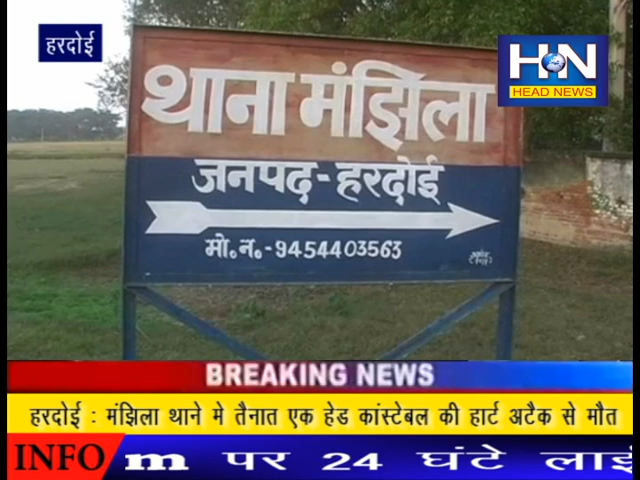 हरदोई
HN
HEAD NEWS
थाना मंझिला
जनपद-हरदोई
मो.न.-9454403563
BREAKING NEWS
हरदोई : मंझिला थाने मे तैनात एक हेड कांस्टेबल की हार्ट अटैक से मौत
INFO m पर 24 घंटे लाई